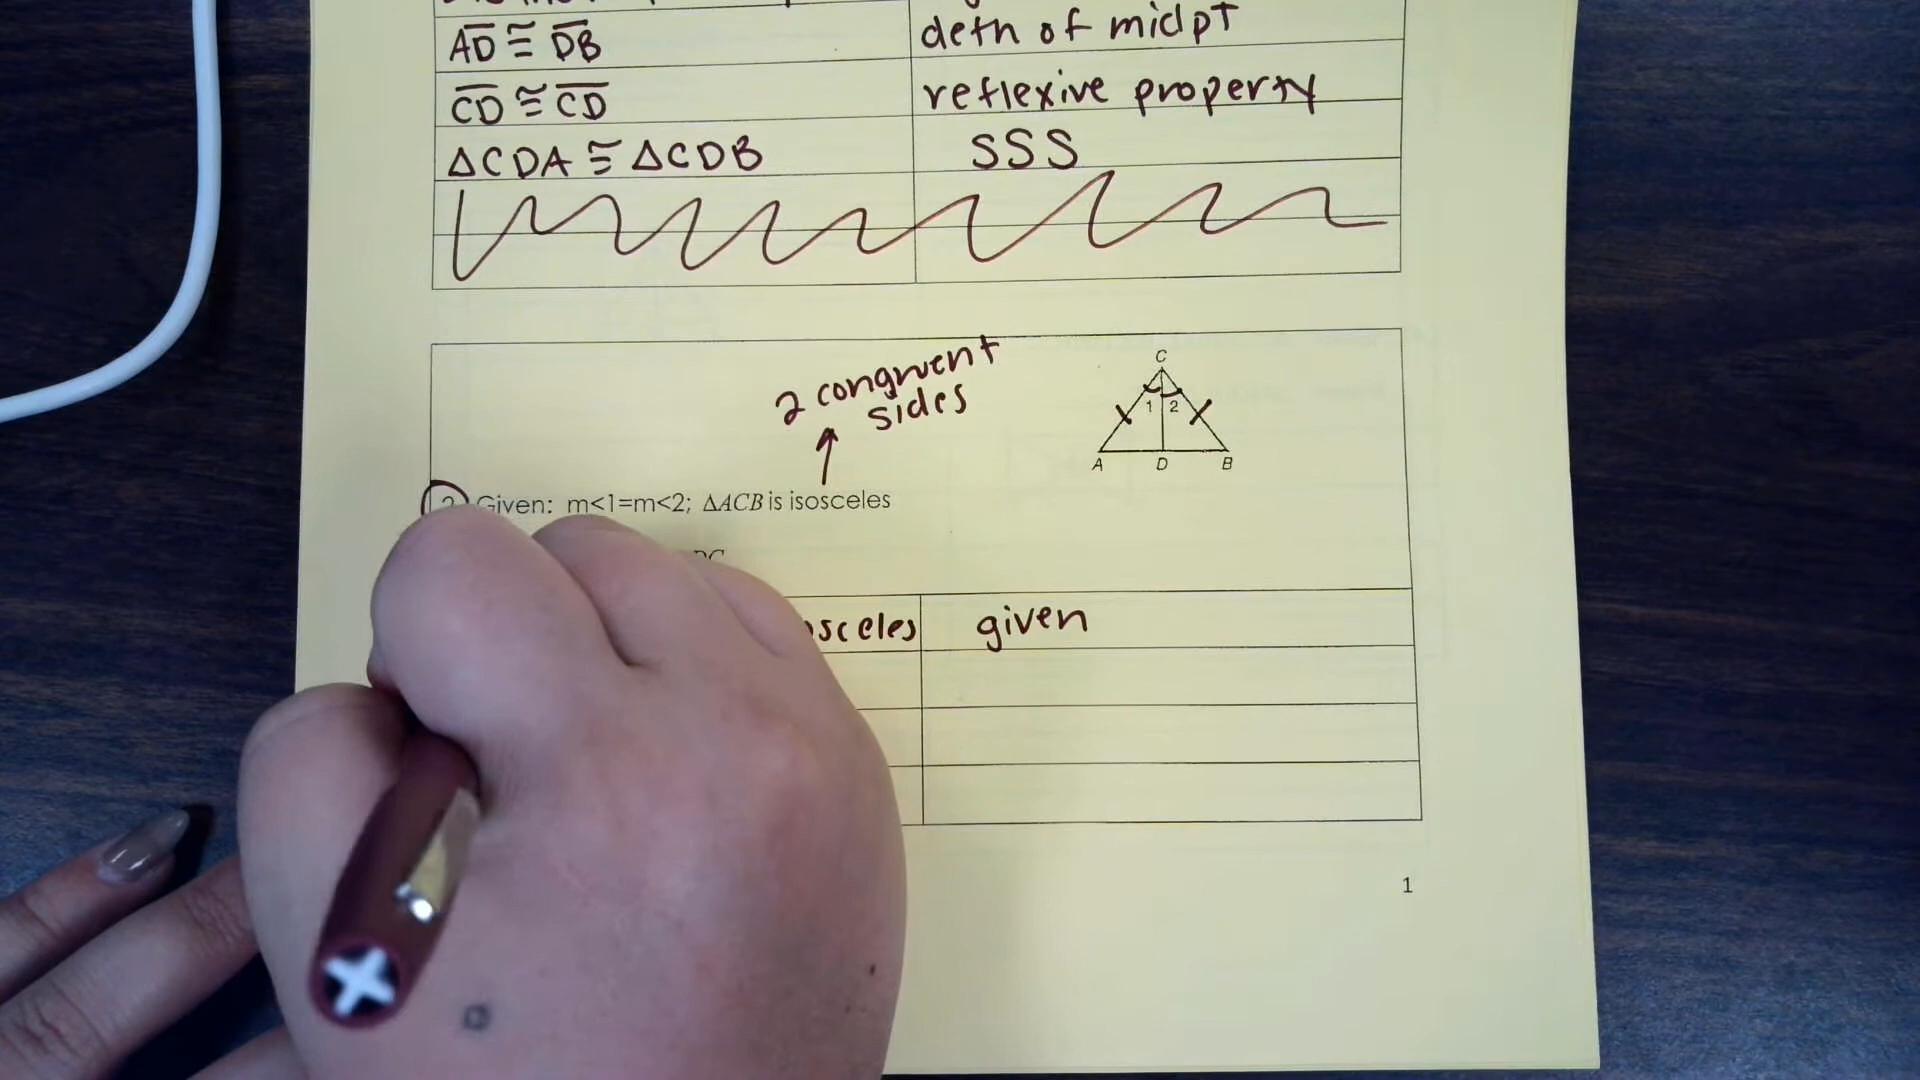 AD ≅ DB
defn of midpt
CD ≅ CD
reflexive property
ΔCDA ≅ ΔCDB
SSS
2 congruent
sides
C
1 2
A D B
Given: m<1=m<2; ΔACB is isosceles
given
1